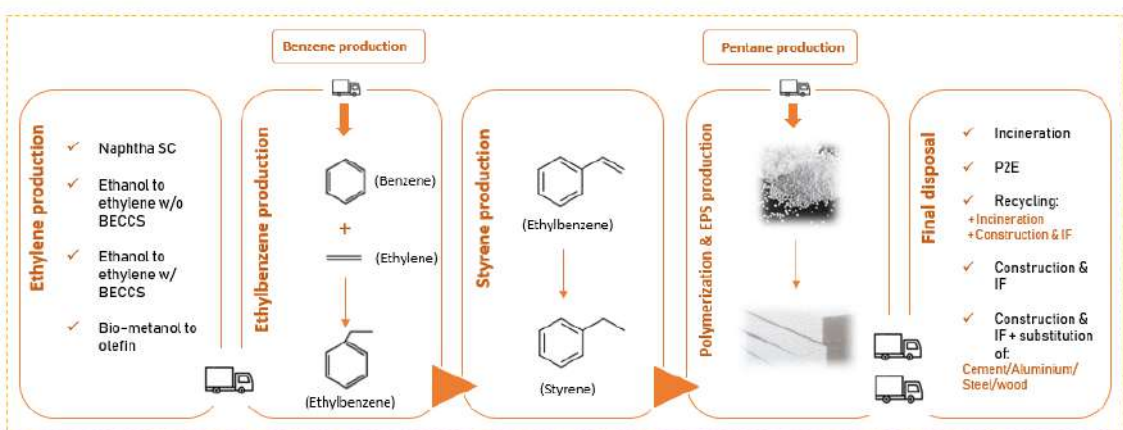 Benzene production
Pentane production
Ethylene production
Naphtha SC
Ethanol to
ethylene w/o
BECCS
Ethanol to
ethylene w/
BECCS
Bio-metanol to
olefin
Ethylbenzene production
(Benzene)
+
(Ethylene)
(Ethylbenzene)
Styrene production
(Ethylbenzene)
(Styrene)
Polymerization & EPS production
Final disposal
Incineration
P2E
Recycling:
+Incineration
+Construction & IF
Construction &
IF
Construction &
IF + substitution
of:
Cement/Aluminium/
Steel/wood